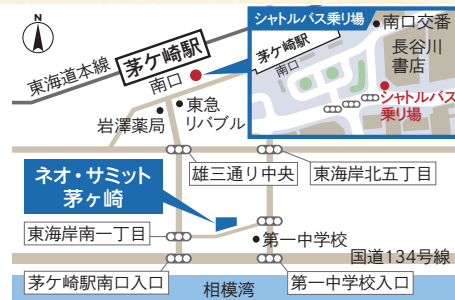 N
東海道本線
茅ケ崎駅
南口
岩澤薬局
東急
リバブル
シャトルバス乗り場
茅ケ崎駅
南口
南口交番
長谷川
書店
シャトルバス
乗り場
雄三通り中央
東海岸北五丁目
ネオ・サミット
茅ヶ崎
東海岸南一丁目
第一中学校
国道134号線
茅ケ崎駅南口入口
第一中学校入口
相模湾